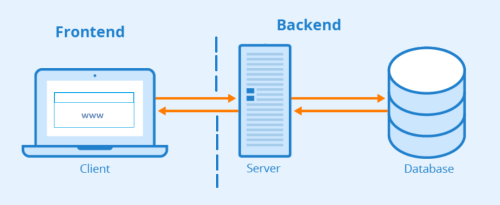 Frontend
Backend
www
Client
Server
Database